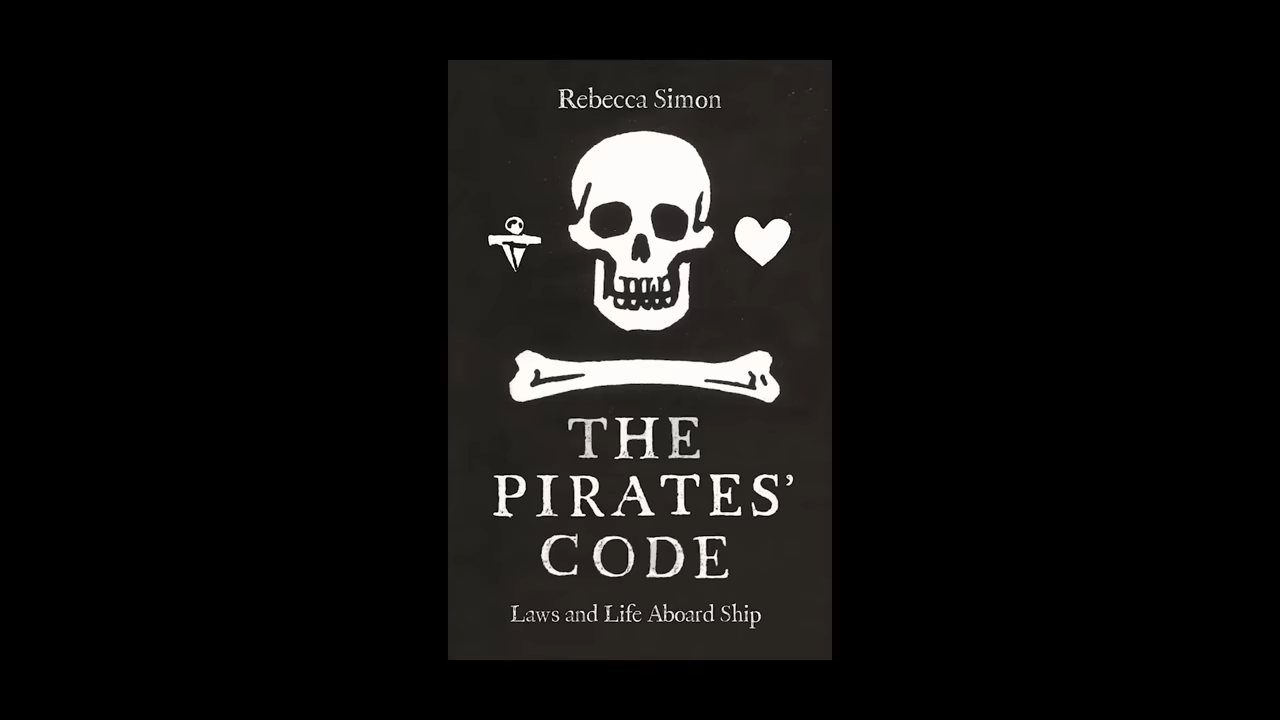 Rebecca Simon
THE
PIRATES’
CODE
Laws and Life Aboard Ship